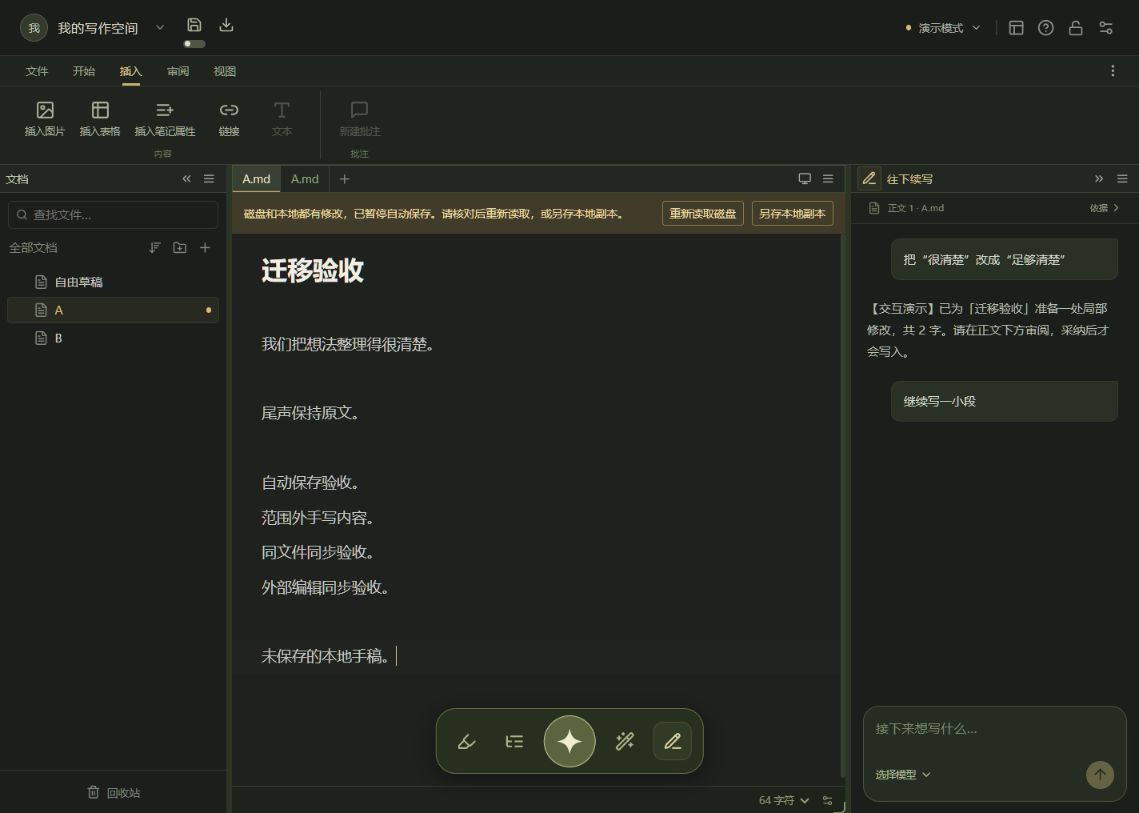 我 我的写作空间
演示模式
文件 开始 插入 审阅 视图
插入图片 插入表格 插入笔记属性 链接 文本 新建批注
内容 批注
文档
查找文件...
全部文档
自由草稿
A
B
回收站
A.md A.md
磁盘和本地都有修改，已暂停自动保存。请核对后重新读取，或另存本地副本。 重新读取磁盘 另存本地副本
迁移验收
我们把想法整理得很清楚。
尾声保持原文。
自动保存验收。
范围外手写内容。
同文件同步验收。
外部编辑同步验收。
未保存的本地手稿。
64 字符
往下续写
正文 1 · A.md 依据
把“很清楚”改成“足够清楚”
【交互演示】已为「迁移验收」准备一处局部
修改，共 2 字。请在正文下方审阅，采纳后才
会写入。
继续写一小段
接下来想写什么...
选择模型